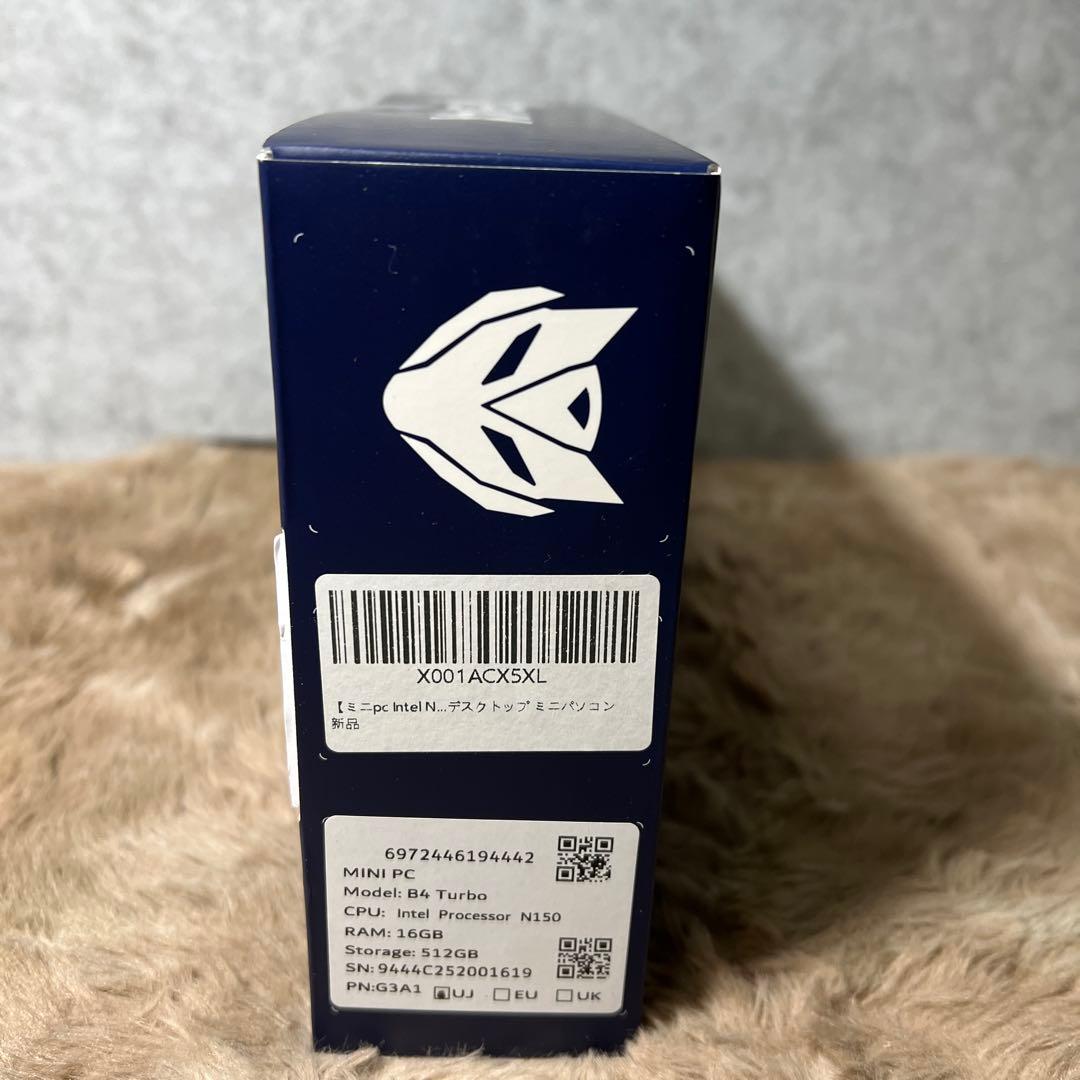 X001ACX5XL
【ミニpc Intel N...デスクトップ ミニパソコン
新品
6972446194442
MINI PC
Model: B4 Turbo
CPU: Intel Processor N150
RAM: 16GB
Storage: 512GB
SN: 9444C252001619
PN:G3A1 UJ EU UK